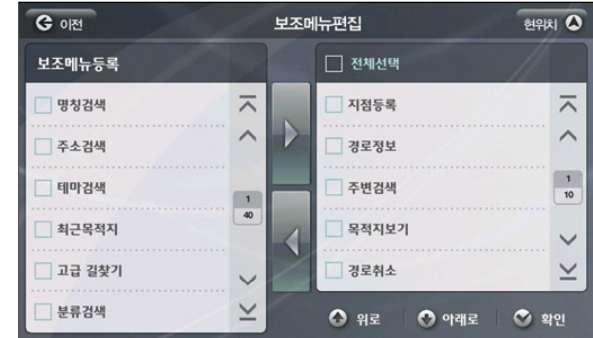 이전
보조메뉴편집
현위치
보조메뉴등록
명칭검색
주소검색
테마검색
최근목적지
고급 길찾기
분류검색
1
40
전체선택
지점등록
경로정보
주변검색
목적지보기
경로취소
1
10
위로
아래로
확인